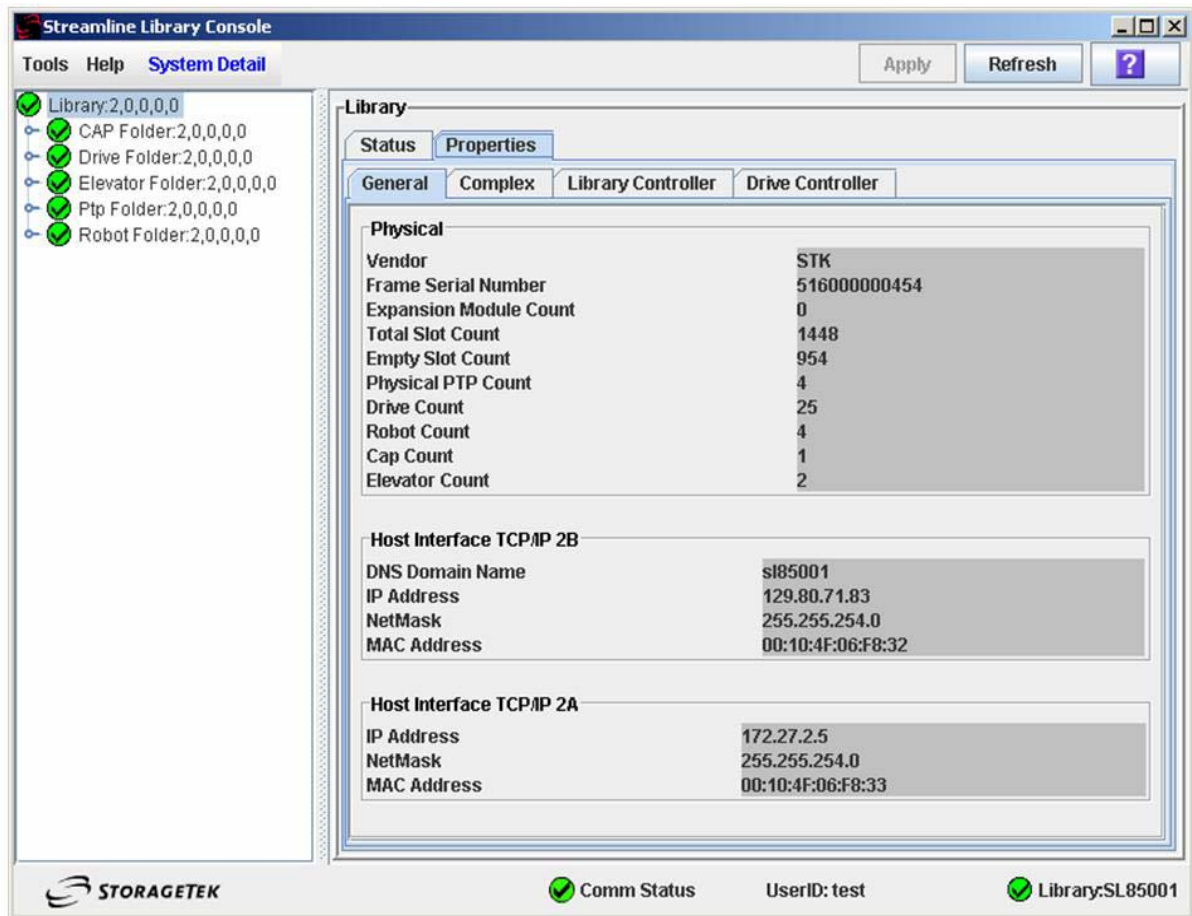 Streamline Library Console
Tools Help System Detail Apply Refresh ?
Library:2,0,0,0,0
CAP Folder:2,0,0,0,0
Drive Folder:2,0,0,0,0
Elevator Folder:2,0,0,0,0
Ptp Folder:2,0,0,0,0
Robot Folder:2,0,0,0,0
Library
Status Properties
General Complex Library Controller Drive Controller
Physical
Vendor STK
Frame Serial Number 516000000454
Expansion Module Count 0
Total Slot Count 1448
Empty Slot Count 954
Physical PTP Count 4
Drive Count 25
Robot Count 4
Cap Count 1
Elevator Count 2
Host Interface TCP/IP 2B
DNS Domain Name sl85001
IP Address 129.80.71.83
NetMask 255.255.254.0
MAC Address 00:10:4F:06:F8:32
Host Interface TCP/IP 2A
IP Address 172.27.2.5
NetMask 255.255.254.0
MAC Address 00:10:4F:06:F8:33
STORAGETEK Comm Status UserID: test Library:SL85001